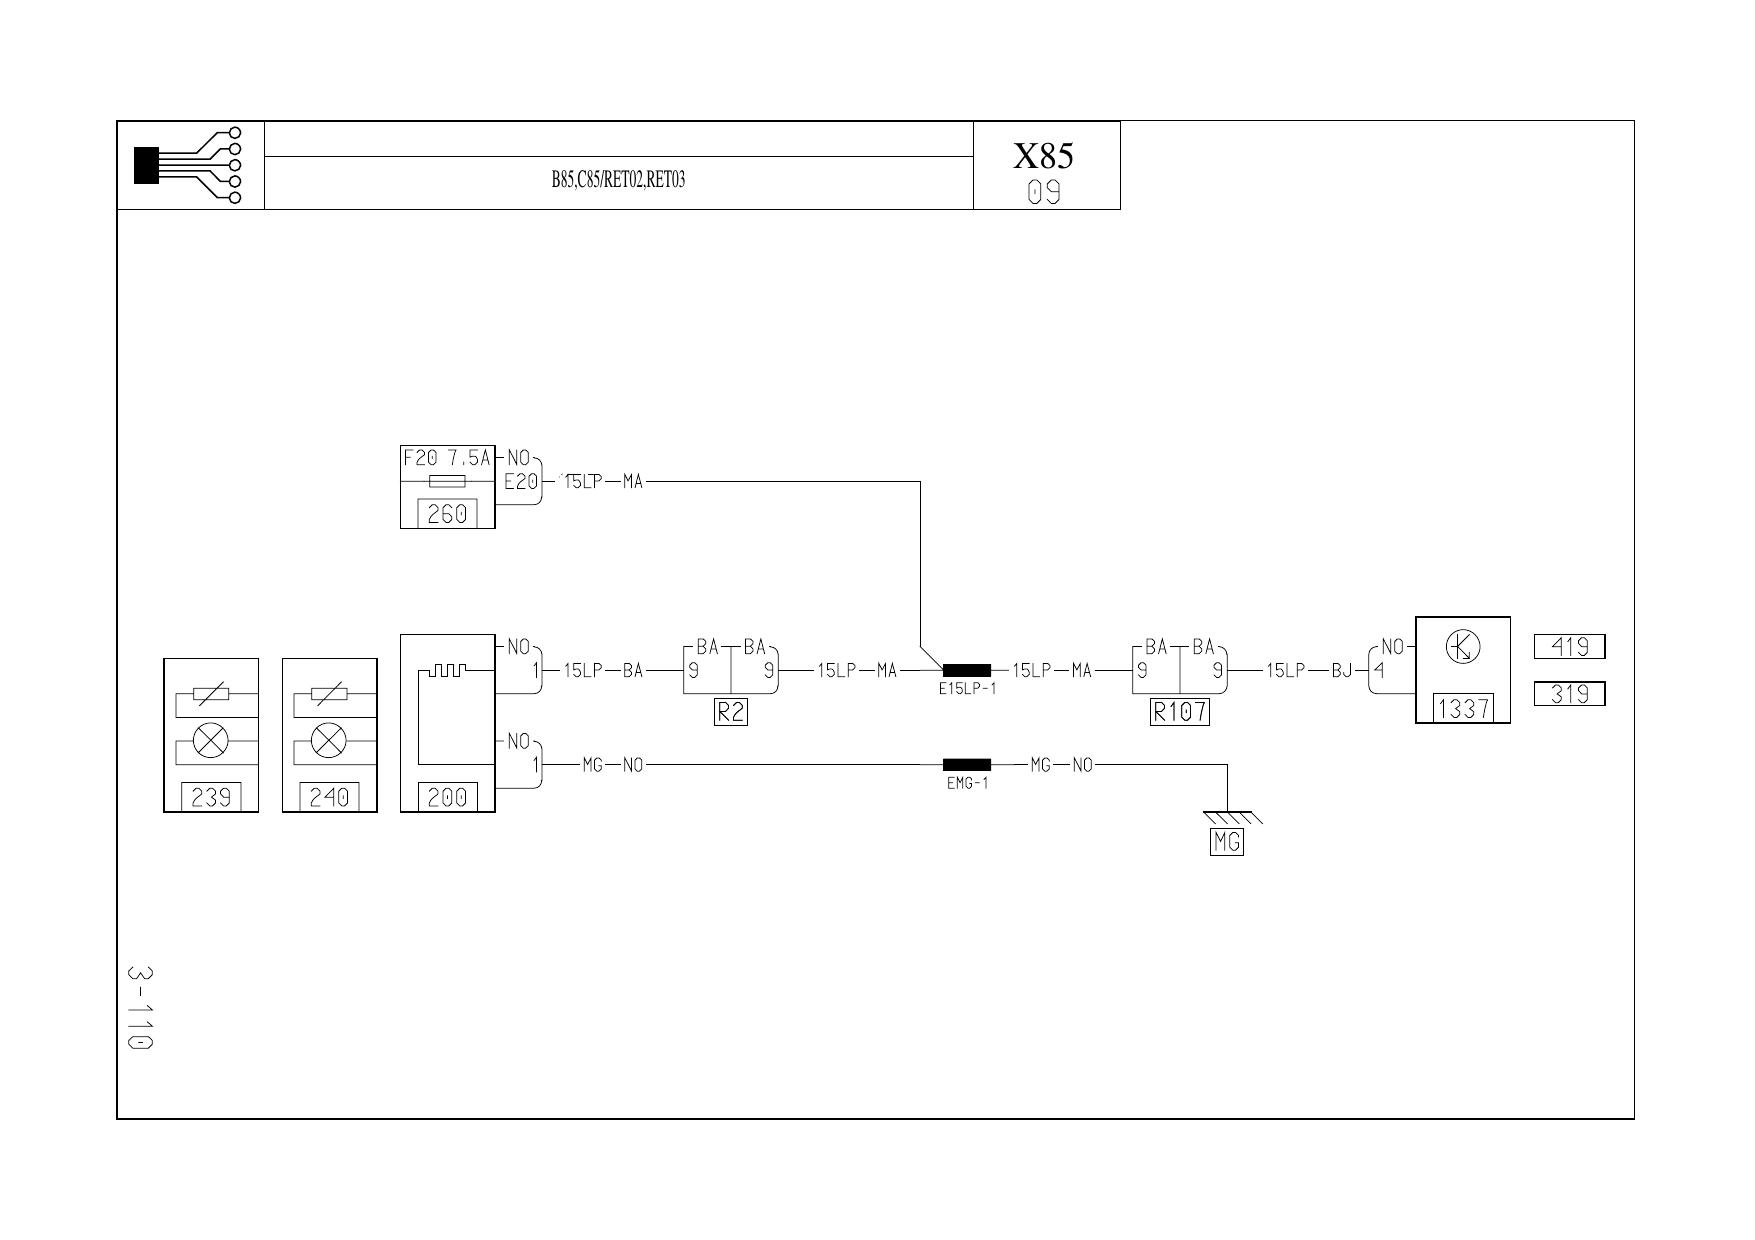 X85
B85,C85/RET02,RET03
09
F20 7.5A NO
E20 15LP MA
260
NO BA BA BA BA NO 419
1 15LP BA 9 9 15LP MA 15LP MA 9 9 15LP BJ 4
E15LP-1 319
R2 R107 1337
NO
1 MG NO MG NO
EMG-1
239 240 200
MG
3-110